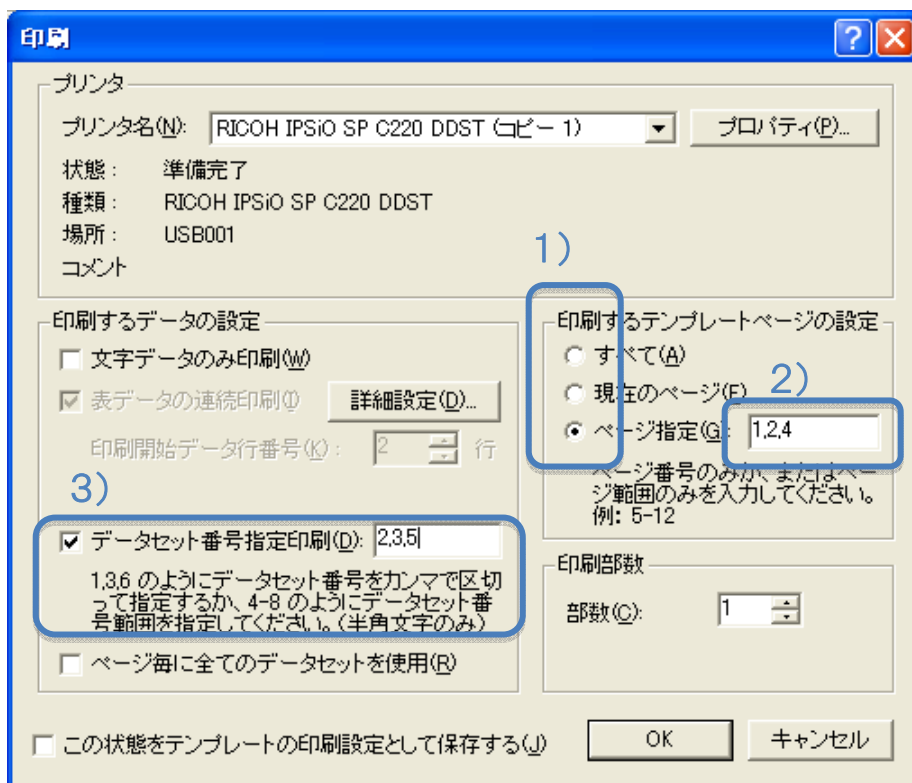 印刷
プリンタ
プリンタ名(N): RICOH IPSiO SP C220 DDST (コピー 1) プロパティ(P)...
状態： 準備完了
種類： RICOH IPSiO SP C220 DDST
場所： USB001
コメント
1)
印刷するデータの設定
文字データのみ印刷(W)
表データの連続印刷(I) 詳細設定(D)...
印刷開始データ行番号(K)： 2 行
3)
データセット番号指定印刷(D): 2,3,5
1,3,6 のようにデータセット番号をカンマで区切
って指定するか、4-8 のようにデータセット番
号範囲を指定してください。(半角文字のみ)
ページ毎に全てのデータセットを使用(R)
印刷するテンプレートページの設定
すべて(A)
2)
現在のページ(E)
ページ指定(G): 1,2,4
ページ番号のみか、またはペー
ジ範囲のみを入力してください。
例: 5-12
印刷部数
部数(C): 1
この状態をテンプレートの印刷設定として保存する(J)
OK
キャンセル